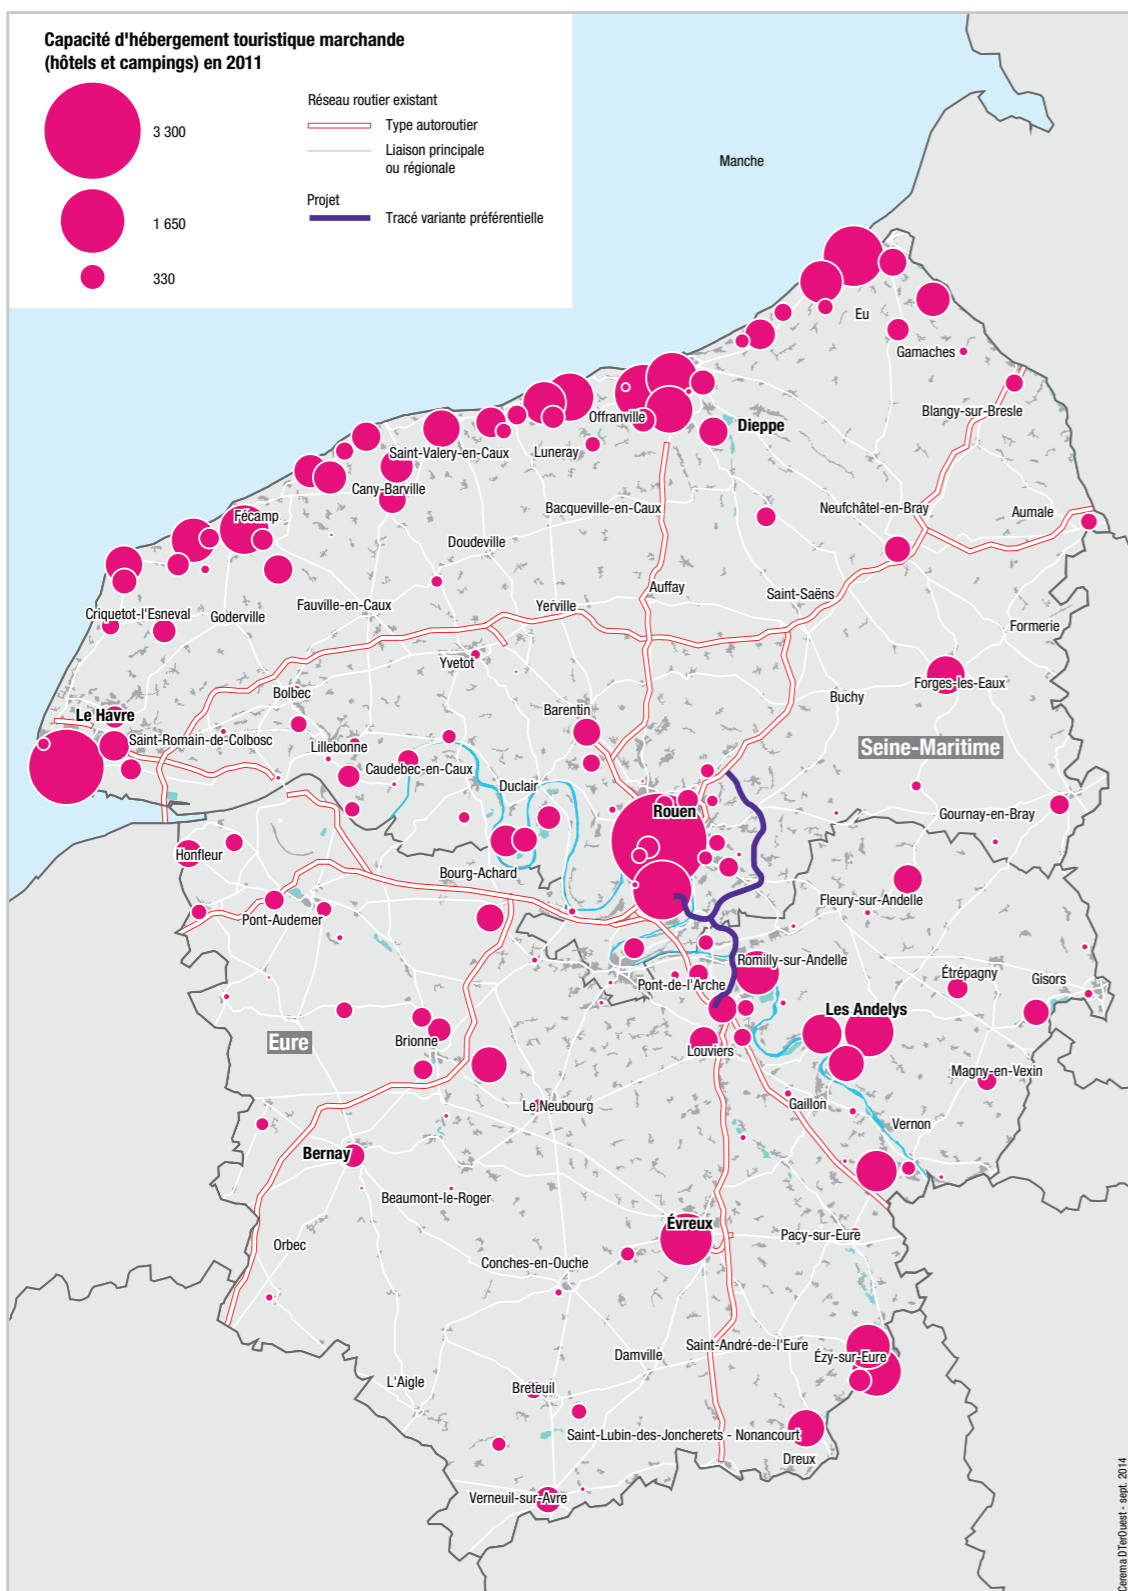 Capacité d'hébergement touristique marchande
(hôtels et campings) en 2011
3 300
1 650
330
Réseau routier existant
Type autoroutier
Liaison principale
ou régionale
Projet
Tracé variante préférentielle
Manche
Eu
Gamaches
Blangy-sur-Bresle
Offranville
Dieppe
Saint-Valery-en-Caux
Luneray
Cany-Barville
Bacqueville-en-Caux
Neufchâtel-en-Bray
Aumale
Fécamp
Doudeville
Auffay
Saint-Saëns
Criquetot-l'Esneval
Goderville
Fauville-en-Caux
Yerville
Formerie
Yvetot
Forges-les-Eaux
Bolbec
Buchy
Le Havre
Barentin
Saint-Romain-de-Colbosc
Lillebonne
Seine-Maritime
Caudebec-en-Caux
Duclair
Rouen
Gournay-en-Bray
Honfleur
Bourg-Achard
Fleury-sur-Andelle
Pont-Audemer
Romilly-sur-Andelle
Étrépagny
Gisors
Pont-de-l'Arche
Les Andelys
Eure
Brionne
Louviers
Magny-en-Vexin
Le Neubourg
Gaillon
Vernon
Bernay
Beaumont-le-Roger
Évreux
Pacy-sur-Eure
Orbec
Conches-en-Ouche
Saint-André-de-l'Eure
Damville
Ézy-sur-Eure
L'Aigle
Breteuil
Saint-Lubin-des-Joncherets - Nonancourt
Dreux
Verneuil-sur-Avre
Cerema DTerOuest - sept. 2014